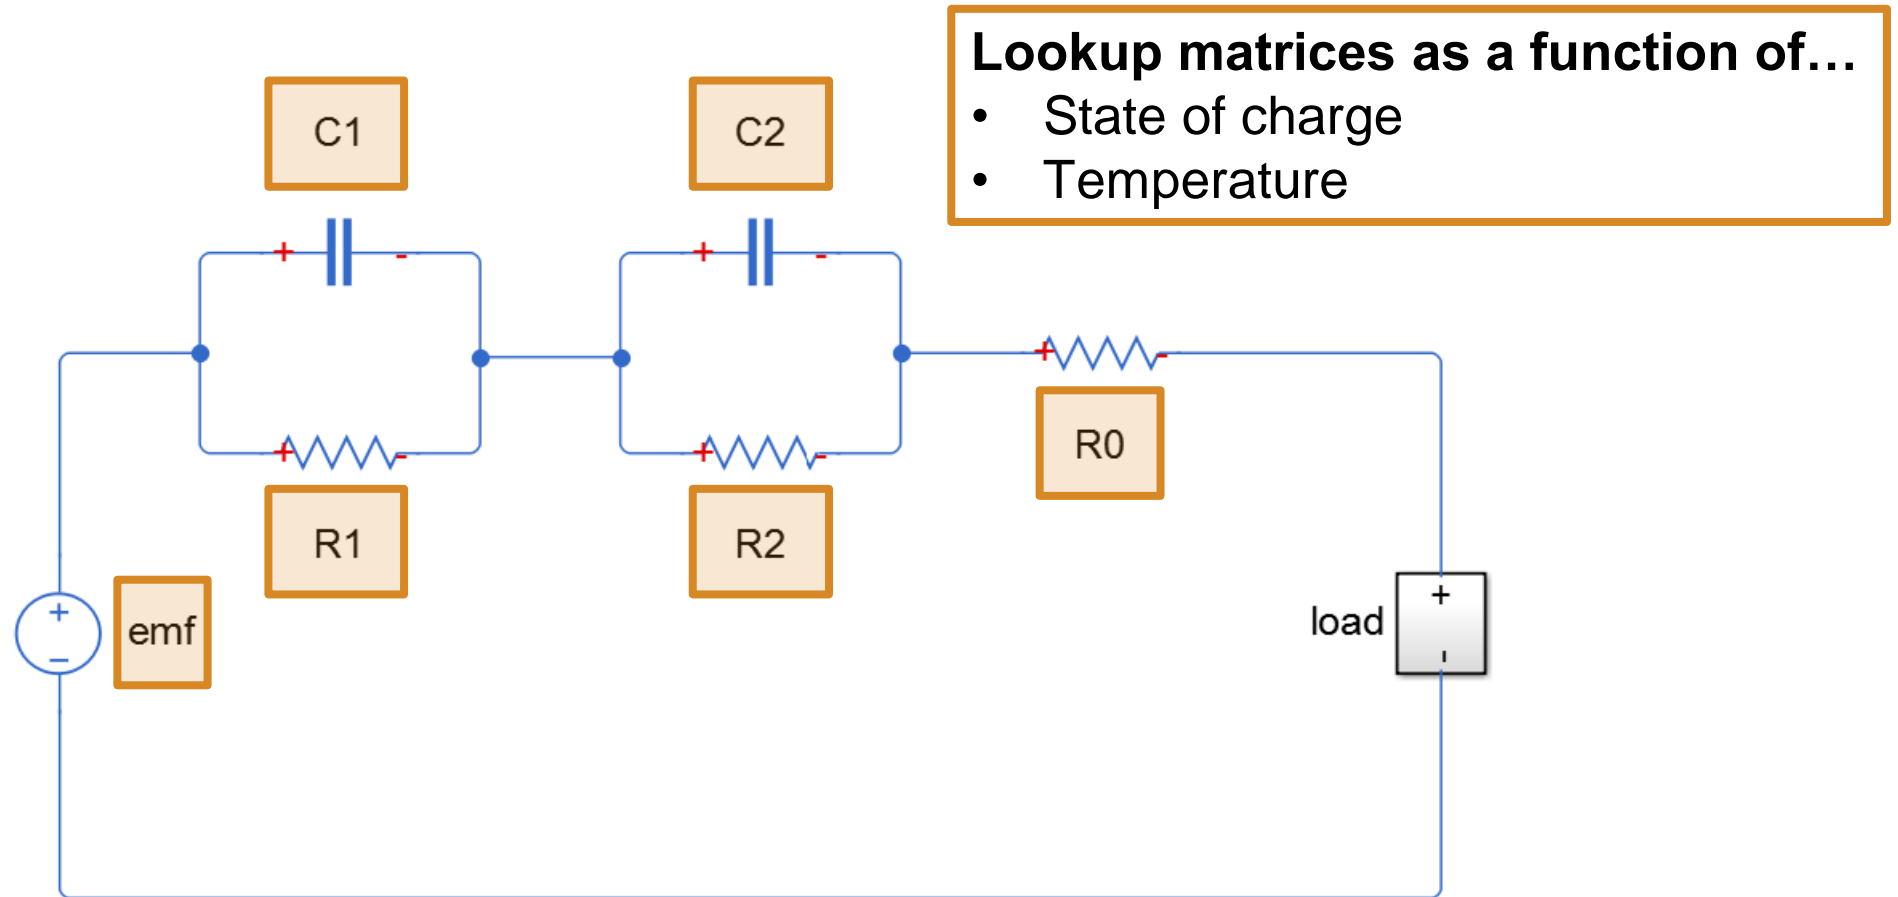 Lookup matrices as a function of…
• State of charge
• Temperature
C1
C2
+ -
+ -
+ -
+ -
+ -
R0
R1
R2
+
−
emf
load
+
-